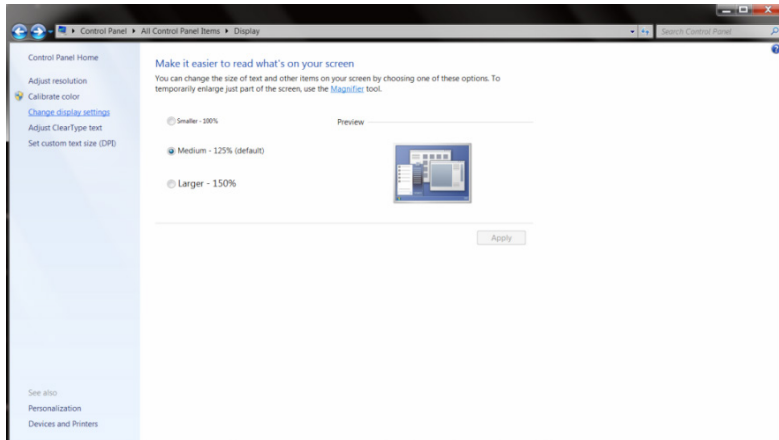 Control Panel ▸ All Control Panel Items ▸ Display
Search Control Panel
Control Panel Home
Adjust resolution
Calibrate color
Change display settings
Adjust ClearType text
Set custom text size (DPI)
Make it easier to read what's on your screen
You can change the size of text and other items on your screen by choosing one of these options. To
temporarily enlarge just part of the screen, use the Magnifier tool.
Smaller - 100%
Preview
Medium - 125% (default)
Larger - 150%
Apply
See also
Personalization
Devices and Printers